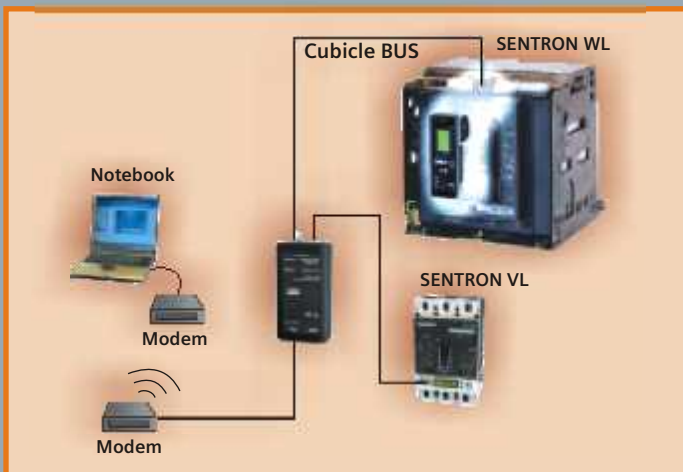 Cubicle BUS
SENTRON WL
Notebook
SENTRON VL
Modem
Modem